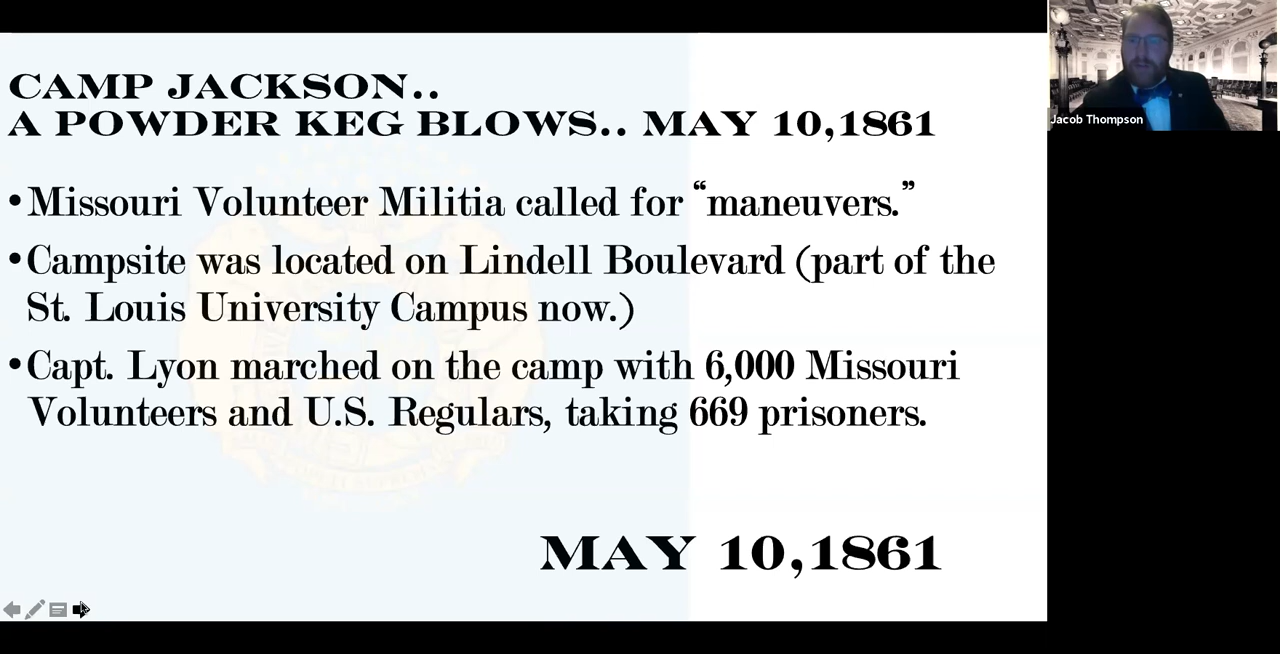 CAMP JACKSON..
A POWDER KEG BLOWS.. MAY 10,1861
•Missouri Volunteer Militia called for “maneuvers.”
•Campsite was located on Lindell Boulevard (part of the
St. Louis University Campus now.)
•Capt. Lyon marched on the camp with 6,000 Missouri
Volunteers and U.S. Regulars, taking 669 prisoners.
MAY 10,1861
Jacob Thompson